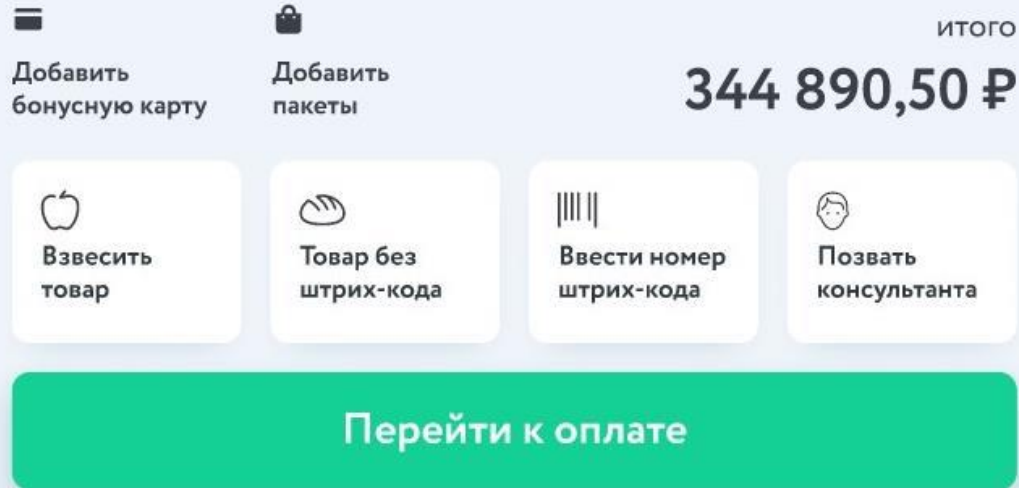 итого
Добавить
бонусную карту
Добавить
пакеты
344 890,50 ₽
Взвесить
товар
Товар без
штрих-кода
Ввести номер
штрих-кода
Позвать
консультанта
Перейти к оплате